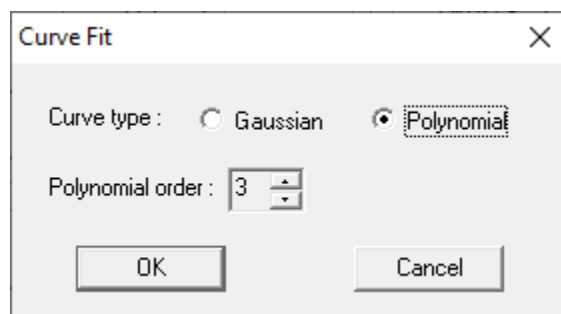 Curve Fit
Curve type : Gaussian Polynomial
Polynomial order : 3
OK Cancel